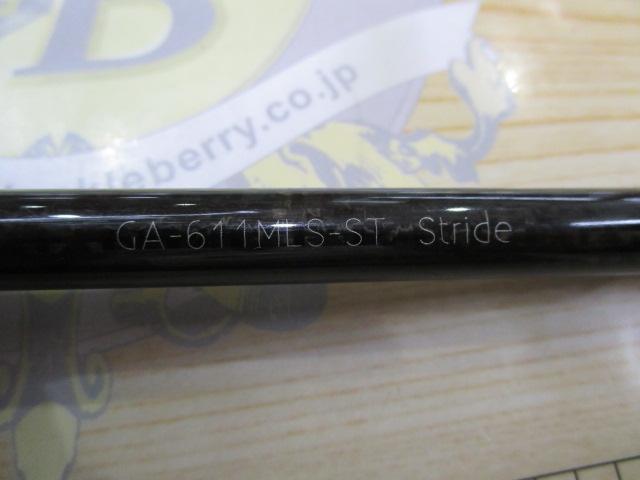 B
kleberry.co.jp
GA-611MLS-ST Stride